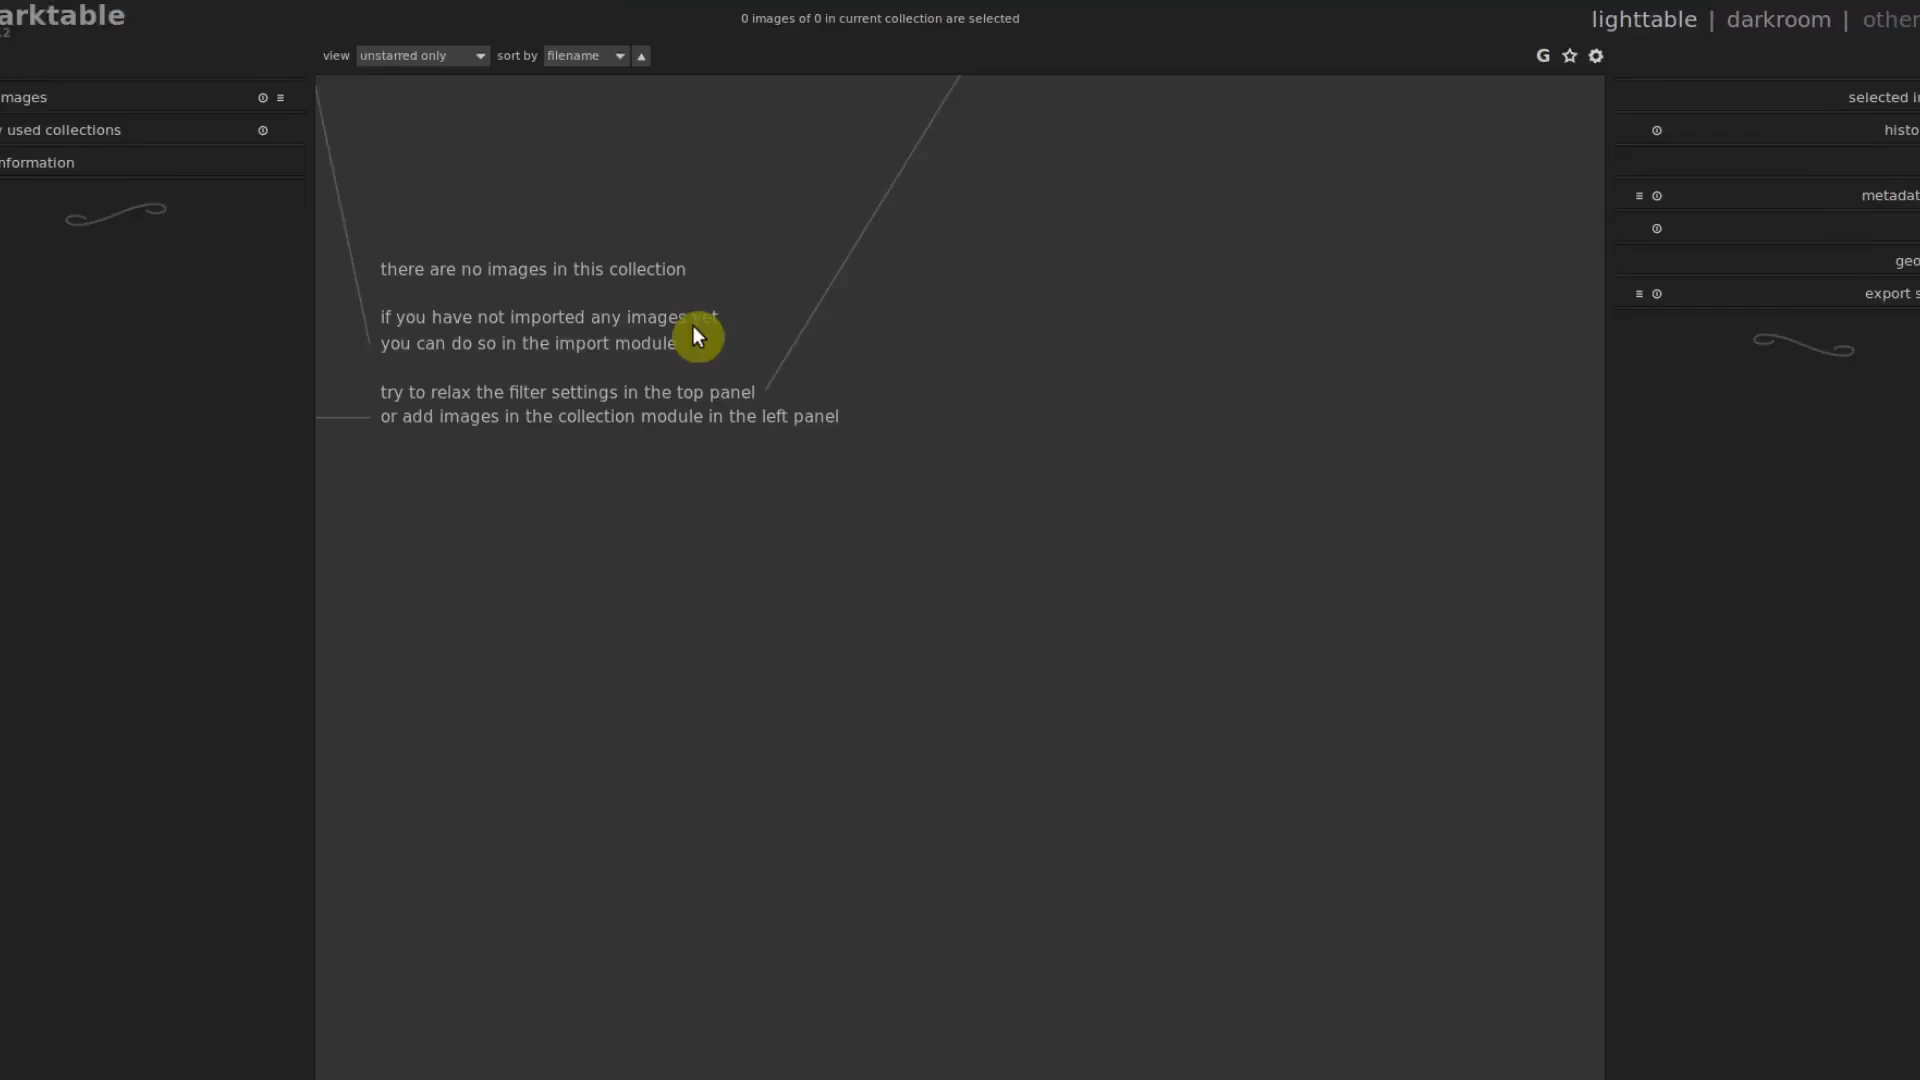 arktable
.2
0 images of 0 in current collection are selected
lighttable | darkroom | other
view unstarred only sort by filename
G
mages
used collections
nformation
selected i
histo
metadat
geo
export s
there are no images in this collection
if you have not imported any images yet
you can do so in the import module
try to relax the filter settings in the top panel
or add images in the collection module in the left panel